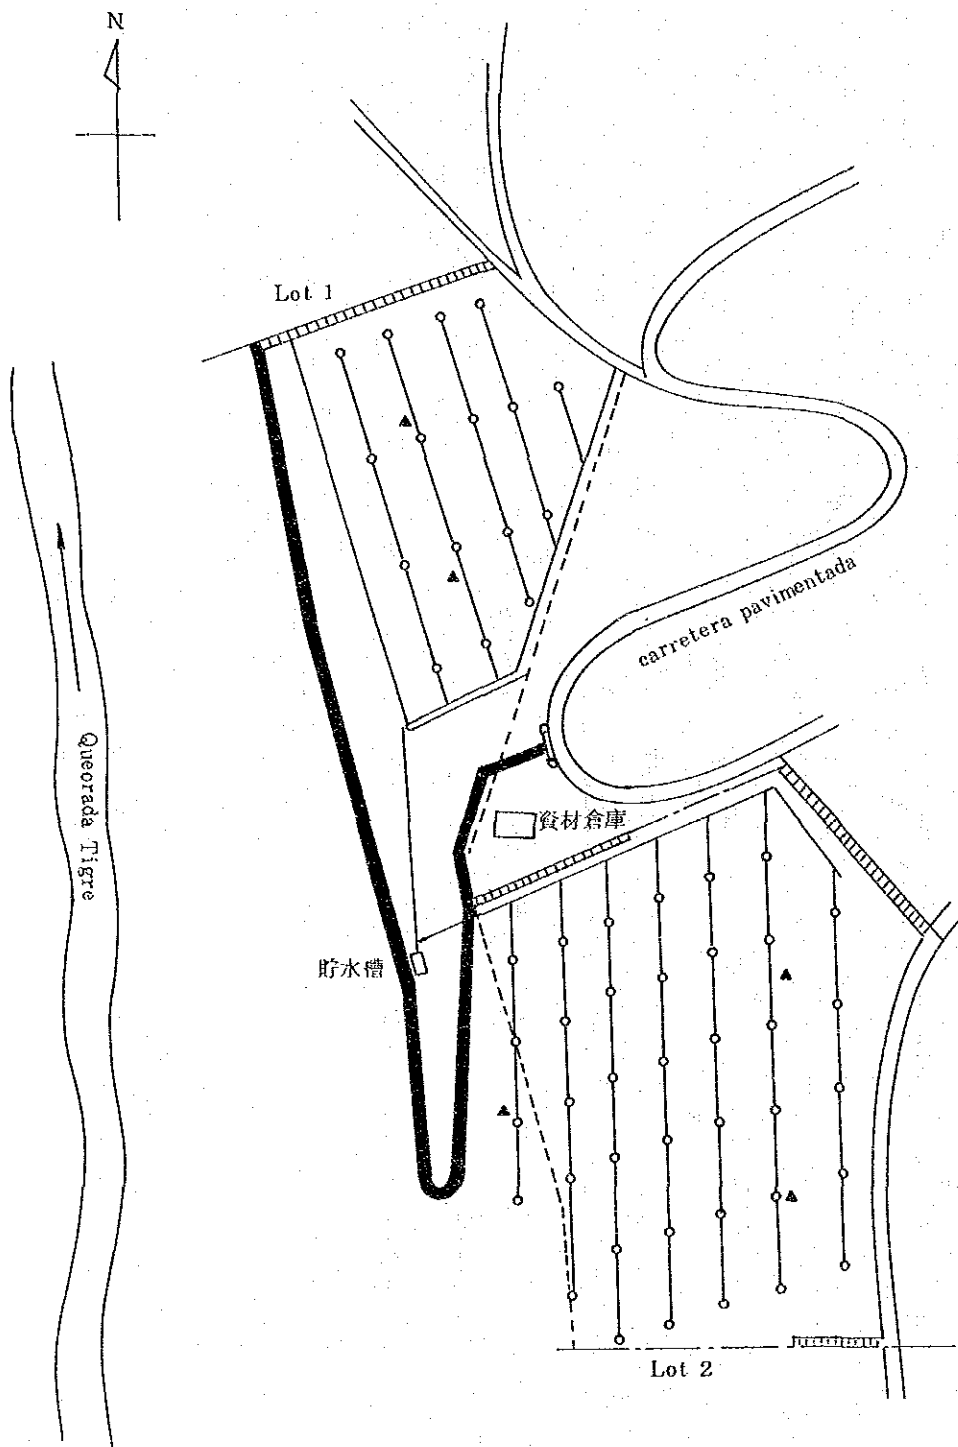 N
Lot 1
carretera pavimentada
Queorada Tigre
資材倉庫
貯水槽
Lot 2